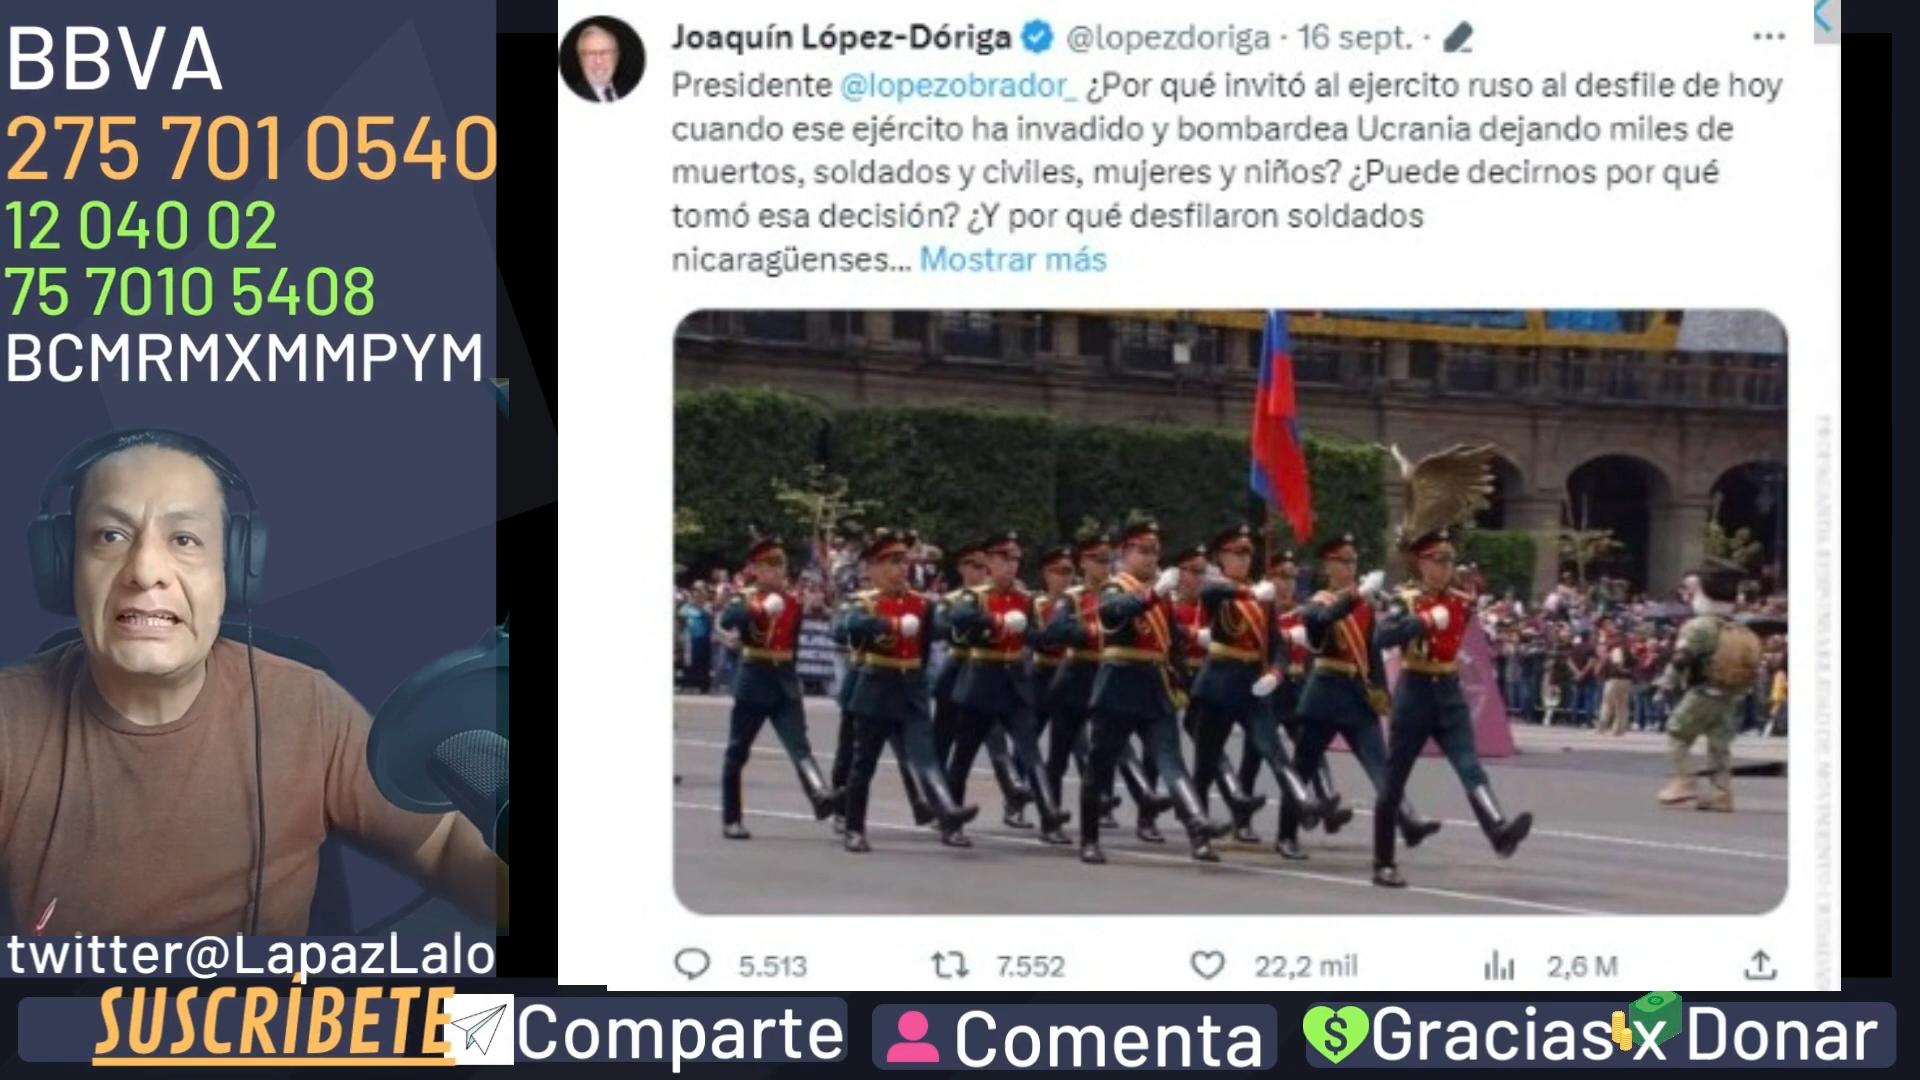 BBVA
275 701 0540
12 040 02
75 7010 5408
BCMRMXMMPYM
twitter@LapazLalo
SUSCRÍBETE
Joaquín López-Dóriga @lopezdoriga · 16 sept. ·
Presidente @lopezobrador_ ¿Por qué invitó al ejercito ruso al desfile de hoy
cuando ese ejército ha invadido y bombardea Ucrania dejando miles de
muertos, soldados y civiles, mujeres y niños? ¿Puede decirnos por qué
tomó esa decisión? ¿Y por qué desfilaron soldados
nicaragüenses... Mostrar más
5.513 7.552 22,2 mil 2,6 M
Comparte
Comenta
Gracias x Donar